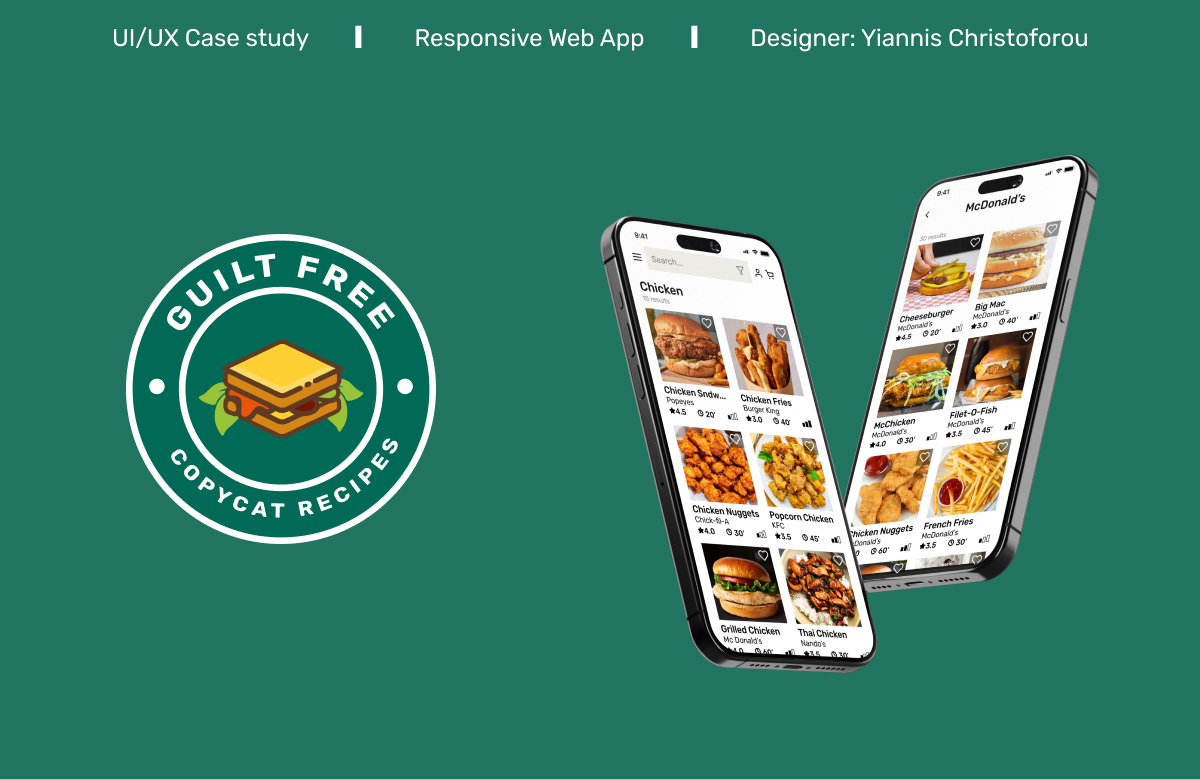 UI/UX Case study
Responsive Web App
Designer: Yiannis Christoforou
GUILT FREE
COPYCAT RECIPES
9:41
Search...
Chicken
15 results
Chicken Sndw...
Popeyes
4.5 20'
Chicken Fries
Burger King
3.0 40'
Chicken Nuggets
Chick-fil-A
4.0 30'
Popcorn Chicken
KFC
3.5 45'
Grilled Chicken
Mc Donald's
4.0 60'
Thai Chicken
Nando's
3.5 30'
9:41
McDonald's
30 results
Cheeseburger
McDonald's
4.5 20'
Big Mac
McDonald's
3.0 40'
McChicken
McDonald's
4.0 30'
Filet-O-Fish
McDonald's
3.5 45'
Chicken Nuggets
Donald's
.0 60'
French Fries
McDonald's
3.5 30'